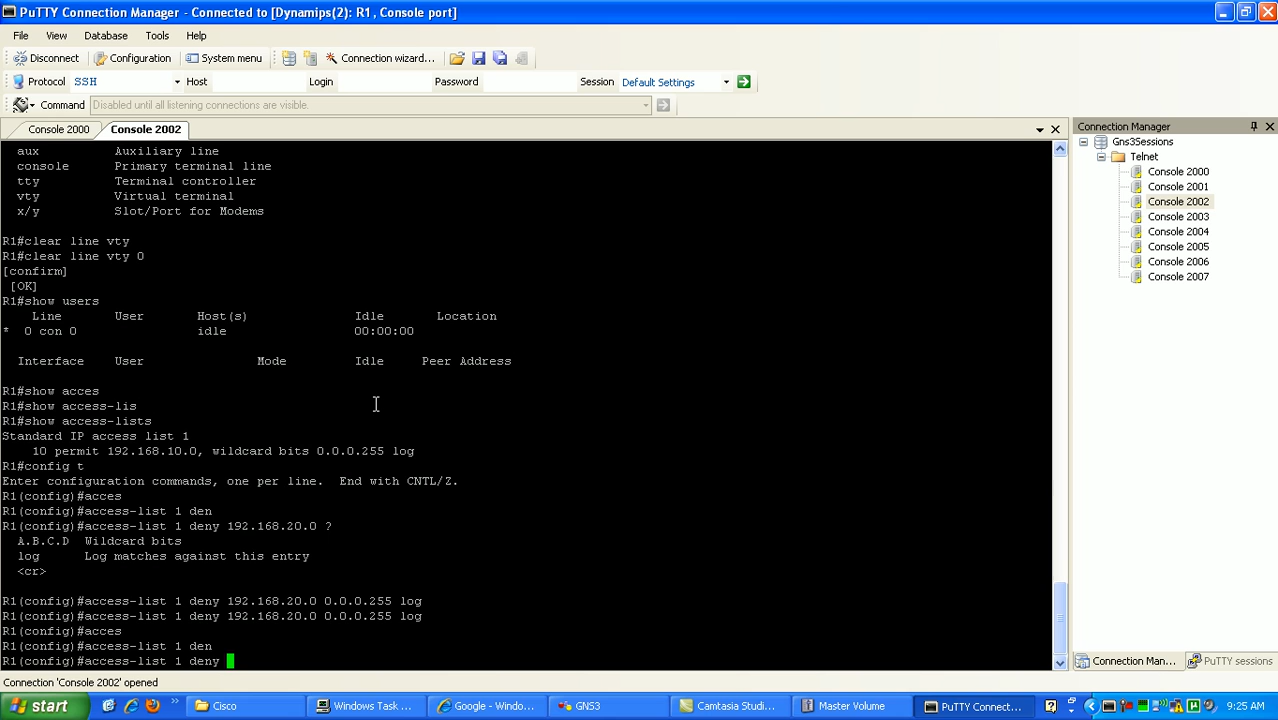 PuTTY Connection Manager - Connected to [Dynamips(2): R1 , Console port]
File View Database Tools Help
Disconnect Configuration System menu Connection wizard...
Protocol SSH Host Login Password Session Default Settings
Command Disabled until all listening connections are visible.
Console 2000 Console 2002
aux Auxiliary line
console Primary terminal line
tty Terminal controller
vty Virtual terminal
x/y Slot/Port for Modems
R1#clear line vty
R1#clear line vty 0
[confirm]
[OK]
R1#show users
Line User Host(s) Idle Location
* 0 con 0 idle 00:00:00
Interface User Mode Idle Peer Address
R1#show acces
R1#show access-lis
R1#show access-lists
Standard IP access list 1
10 permit 192.168.10.0, wildcard bits 0.0.0.255 log
R1#config t
Enter configuration commands, one per line. End with CNTL/Z.
R1(config)#acces
R1(config)#access-list 1 den
R1(config)#access-list 1 deny 192.168.20.0 ?
A.B.C.D Wildcard bits
log Log matches against this entry
<cr>
R1(config)#access-list 1 deny 192.168.20.0 0.0.0.255 log
R1(config)#access-list 1 deny 192.168.20.0 0.0.0.255 log
R1(config)#acces
R1(config)#access-list 1 den
R1(config)#access-list 1 deny
Connection Manager
Gns3Sessions
Telnet
Console 2000
Console 2001
Console 2002
Console 2003
Console 2004
Console 2005
Console 2006
Console 2007
Connection Man... PuTTY sessions
Connection 'Console 2002' opened
start Cisco Windows Task ... Google - Windo... GNS3 Camtasia Studi... Master Volume PuTTY Connect... 9:25 AM